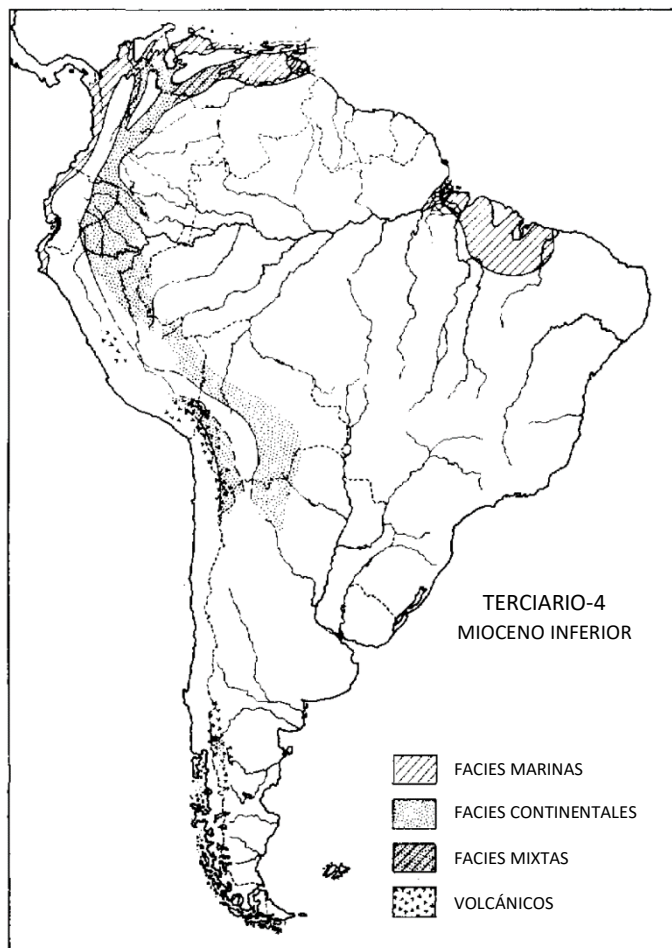 TERCIARIO-4
MIOCENO INFERIOR
FACIES MARINAS
FACIES CONTINENTALES
FACIES MIXTAS
VOLCÁNICOS